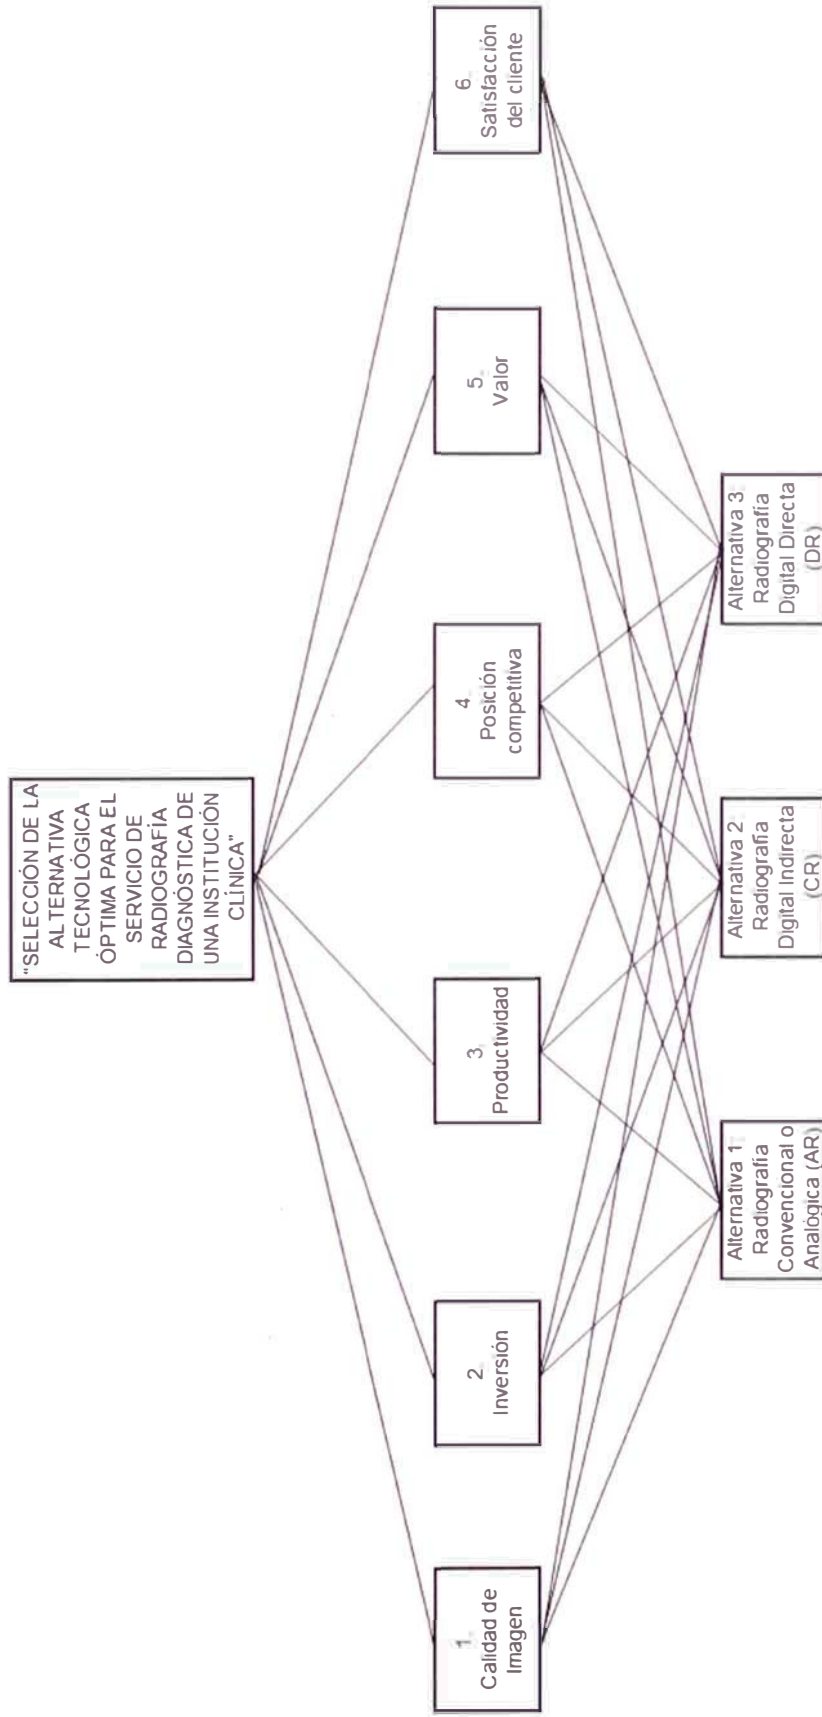 "SELECCIÓN DE LA
ALTERNATIVA
TECNOLÓGICA
ÓPTIMA PARA EL
SERVICIO DE
RADIOGRAFÍA
DIAGNÓSTICA DE
UNA INSTITUCIÓN
CLÍNICA"
1.
Calidad de
Imagen
2
Inversión
3.
Productividad
4.
Posición
competitiva
5.
Valor
6.
Satisfacción
del cliente
Alternativa 1:
Radiografía
Convencional o
Analógica (AR)
Alternativa 2
Radiografía
Digital Indirecta
(CR)
Alternativa 3:
Radiografía
Digital Directa
(DR)